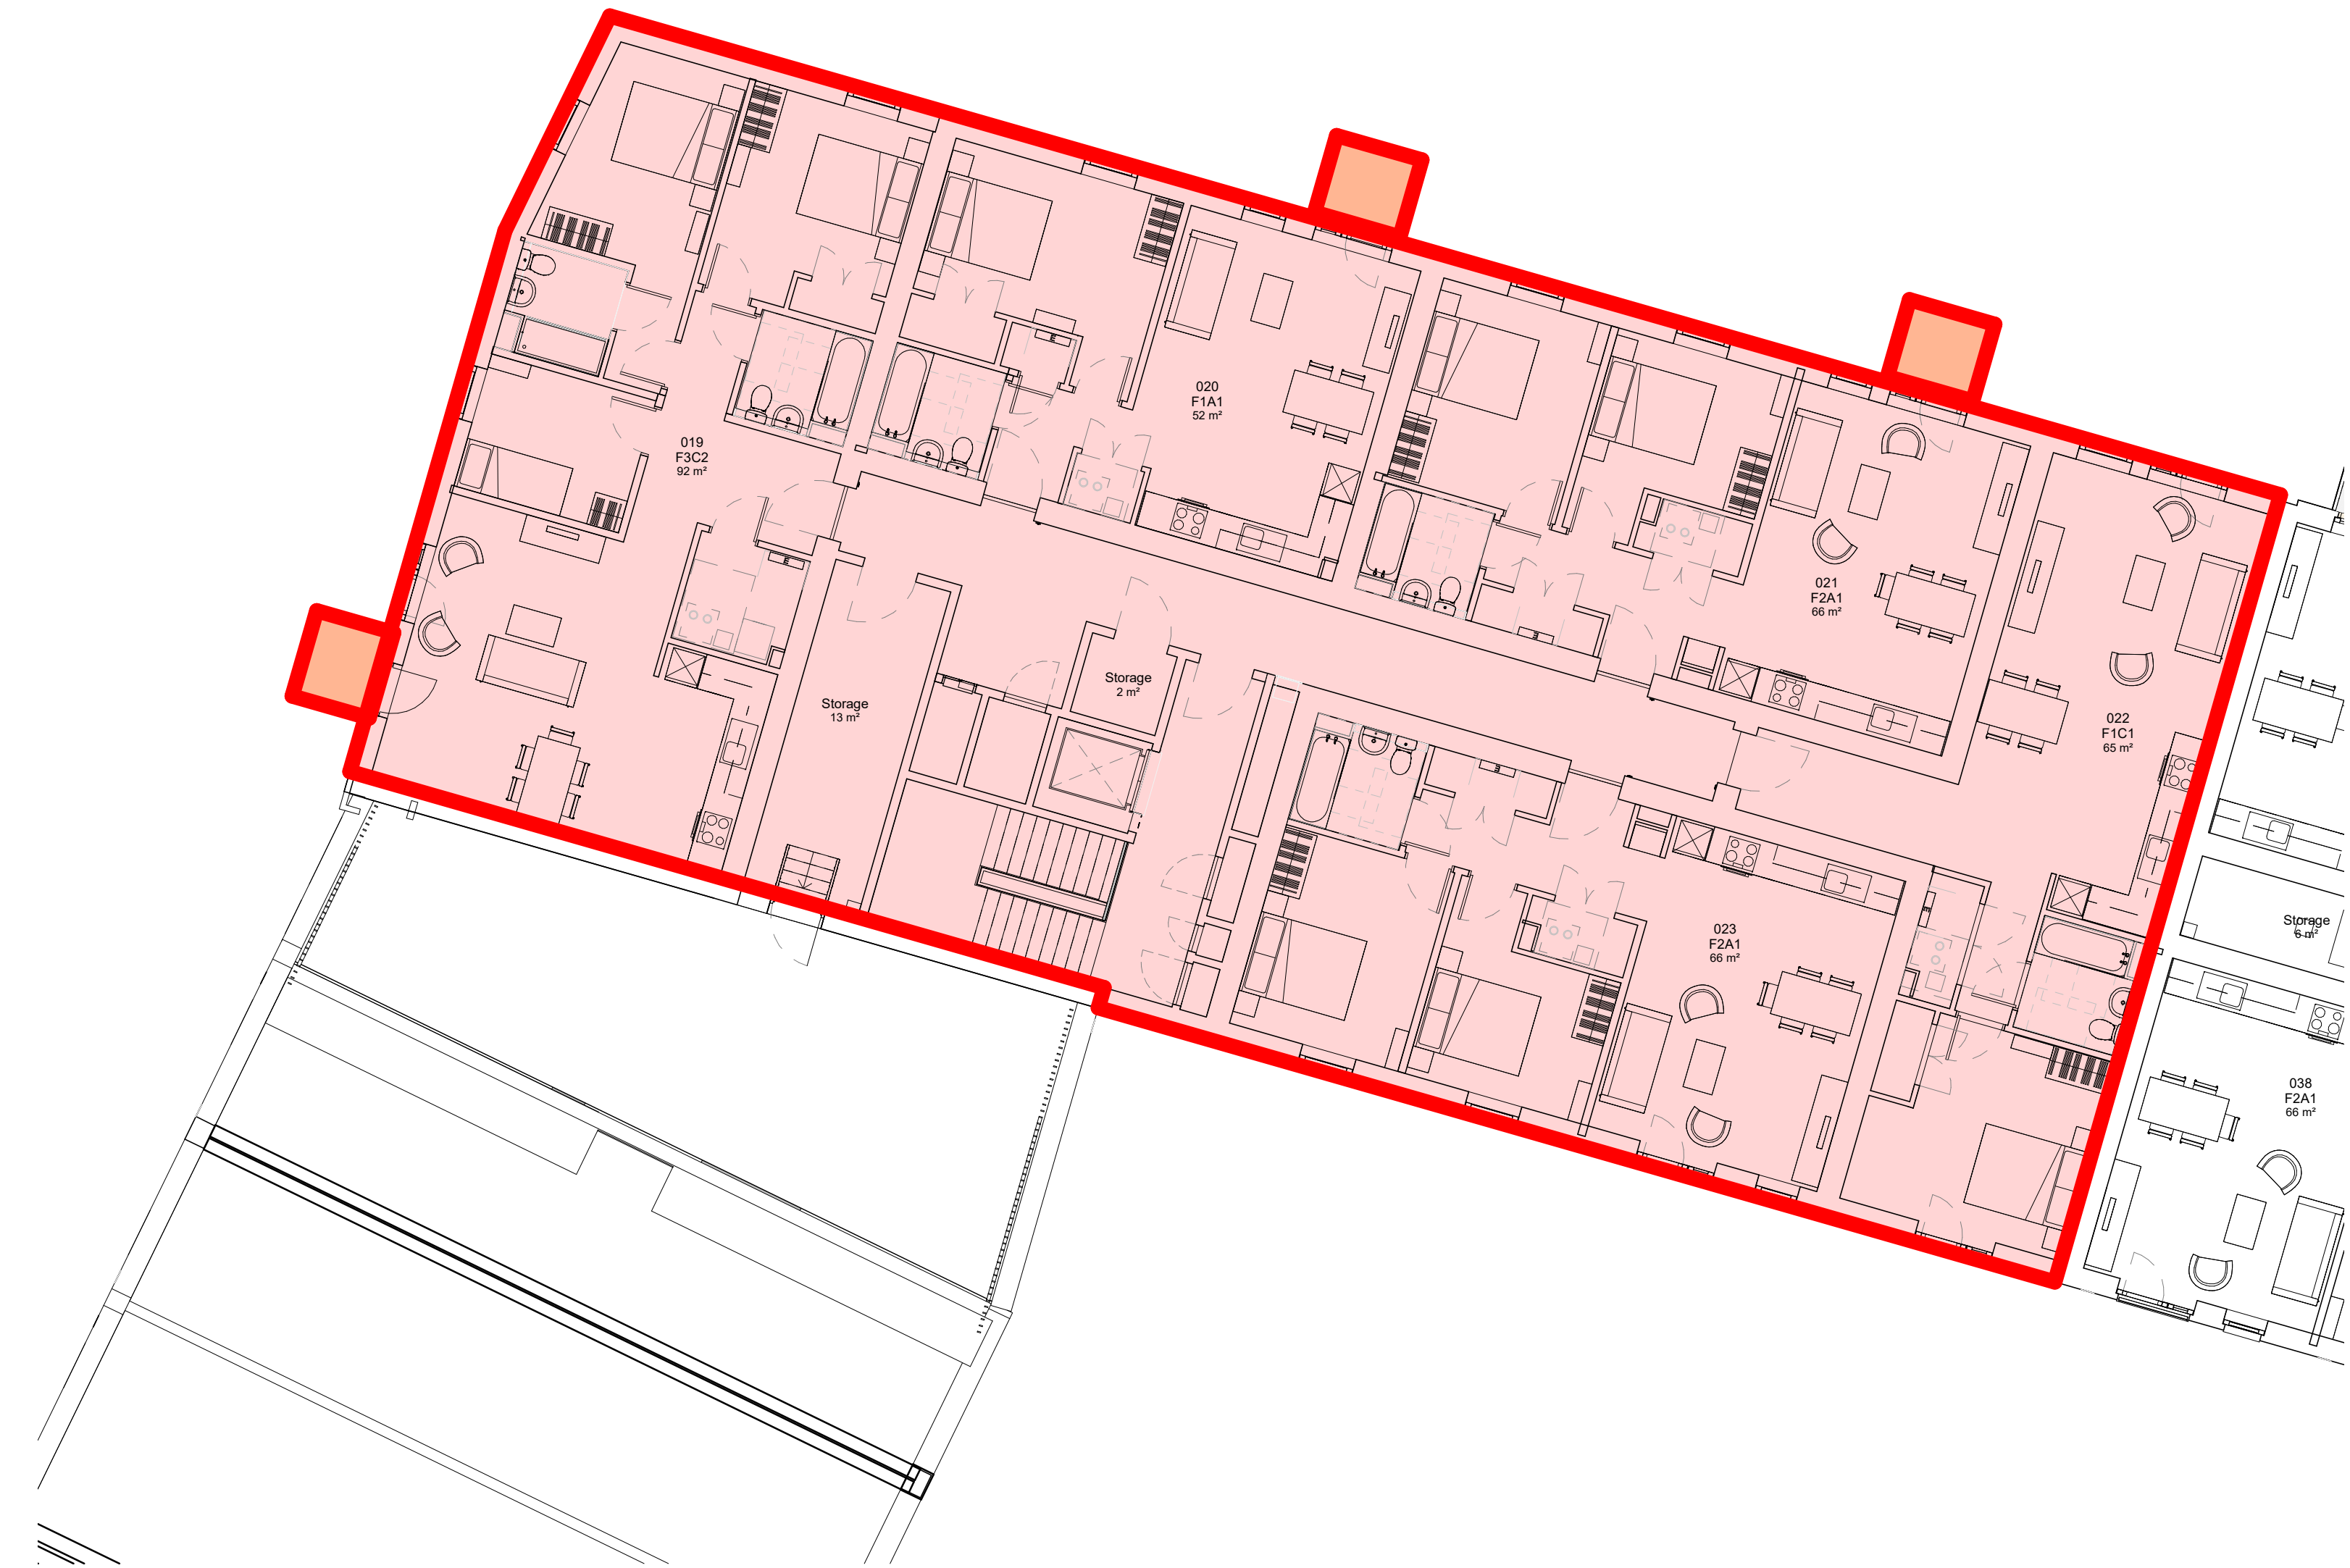 020
F1A1
52 m²
019
F3C2
92 m²
021
F2A1
66 m²
Storage
2 m²
Storage
13 m²
022
F1C1
65 m²
023
F2A1
66 m²
Storage
6 m²
038
F2A1
66 m²